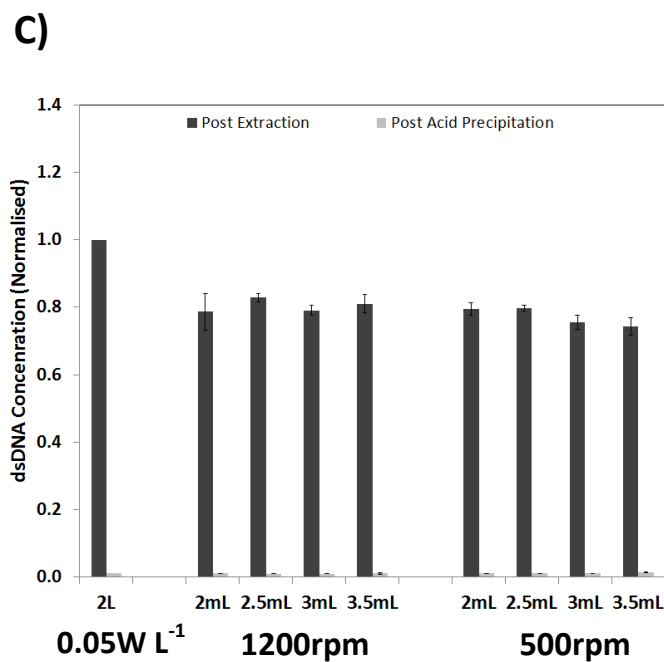 C)
dsDNA Concenration (Normalised)
1.4
1.2
1.0
0.8
0.6
0.4
0.2
0.0
Post Extraction Post Acid Precipitation
2L 2mL 2.5mL 3mL 3.5mL 2mL 2.5mL 3mL 3.5mL
0.05W L⁻¹ 1200rpm 500rpm